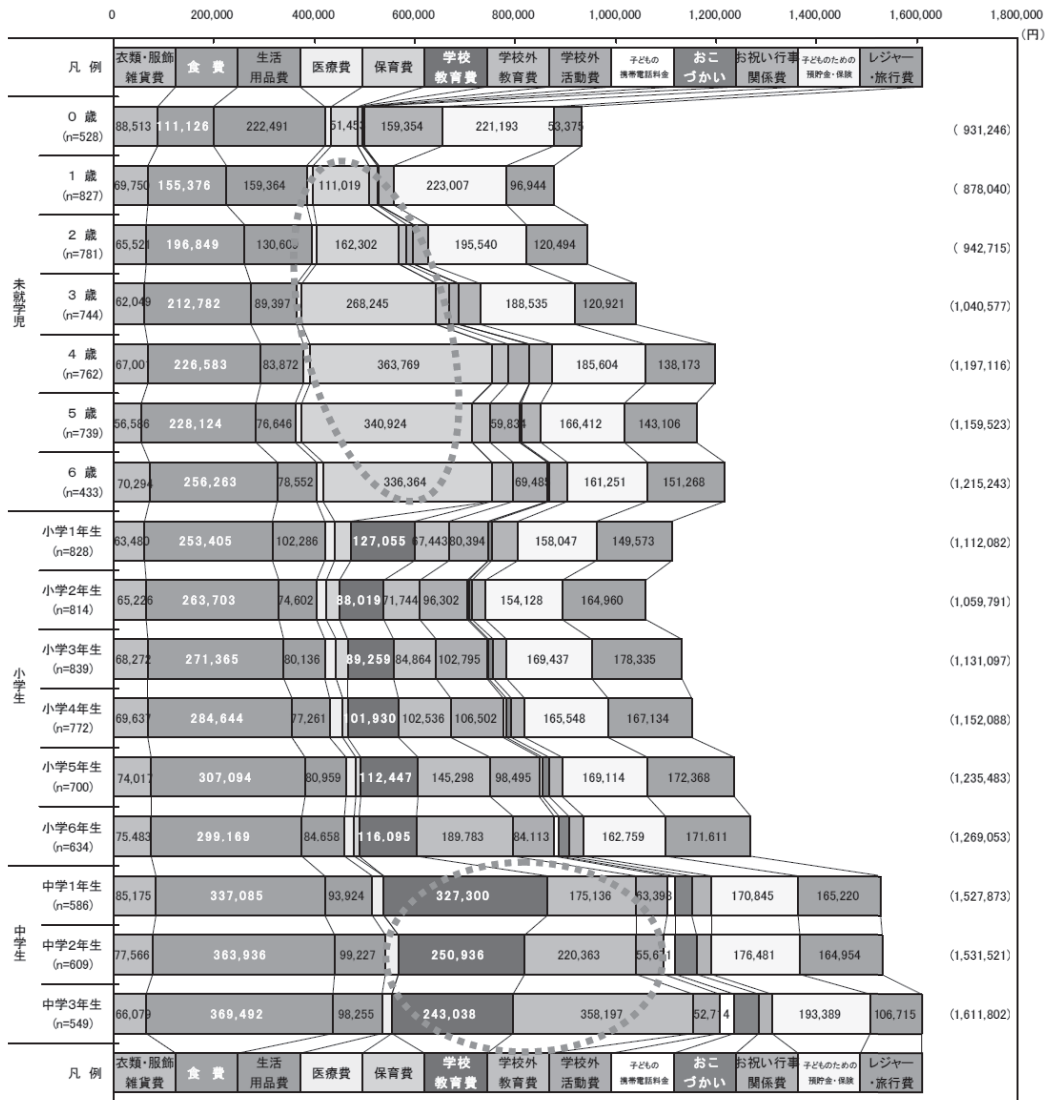 0 200,000 400,000 600,000 800,000 1,000,000 1,200,000 1,400,000 1,600,000 1,800,000
(円)
凡 例 衣類・服飾雑貨費 食 費 生活用品費 医療費 保育費 学校教育費 学校外教育費 学校外活動費 子どもの携帯電話料金 おこづかい お祝い行事関係費 子どものための預貯金・保険 レジャー・旅行費
未就学児
0 歳 (n=528) 88,513 111,126 222,491 51,453 159,354 221,193 53,375 ( 931,246)
1 歳 (n=827) 69,750 155,376 159,364 111,019 223,007 96,944 ( 878,040)
2 歳 (n=781) 65,521 196,849 130,603 162,302 195,540 120,494 ( 942,715)
3 歳 (n=744) 62,049 212,782 89,397 268,245 188,535 120,921 (1,040,577)
4 歳 (n=762) 67,001 226,583 83,872 363,769 185,604 138,173 (1,197,116)
5 歳 (n=739) 56,586 228,124 76,646 340,924 59,834 166,412 143,106 (1,159,523)
6 歳 (n=433) 70,294 256,263 78,552 336,364 69,485 161,251 151,268 (1,215,243)
小学生
小学1年生 (n=828) 63,480 253,405 102,286 127,055 67,443 80,394 158,047 149,573 (1,112,082)
小学2年生 (n=814) 65,226 263,703 74,602 88,019 71,744 96,302 154,128 164,960 (1,059,791)
小学3年生 (n=839) 68,272 271,365 80,136 89,259 84,864 102,795 169,437 178,335 (1,131,097)
小学4年生 (n=772) 69,637 284,644 77,261 101,930 102,536 106,502 165,548 167,134 (1,152,088)
小学5年生 (n=700) 74,017 307,094 80,959 112,447 145,298 98,495 169,114 172,368 (1,235,483)
小学6年生 (n=634) 75,483 299,169 84,658 116,095 189,783 84,113 162,759 171,611 (1,269,053)
中学生
中学1年生 (n=586) 85,175 337,085 93,924 327,300 175,136 63,398 170,845 165,220 (1,527,873)
中学2年生 (n=609) 77,566 363,936 99,227 250,936 220,363 176,481 164,954 (1,531,521)
中学3年生 (n=549) 66,079 369,492 98,255 243,038 358,197 193,389 106,715 (1,611,802)
凡 例 衣類・服飾雑貨費 食 費 生活用品費 医療費 保育費 学校教育費 学校外教育費 学校外活動費 子どもの携帯電話料金 おこづかい お祝い行事関係費 子どものための預貯金・保険 レジャー・旅行費